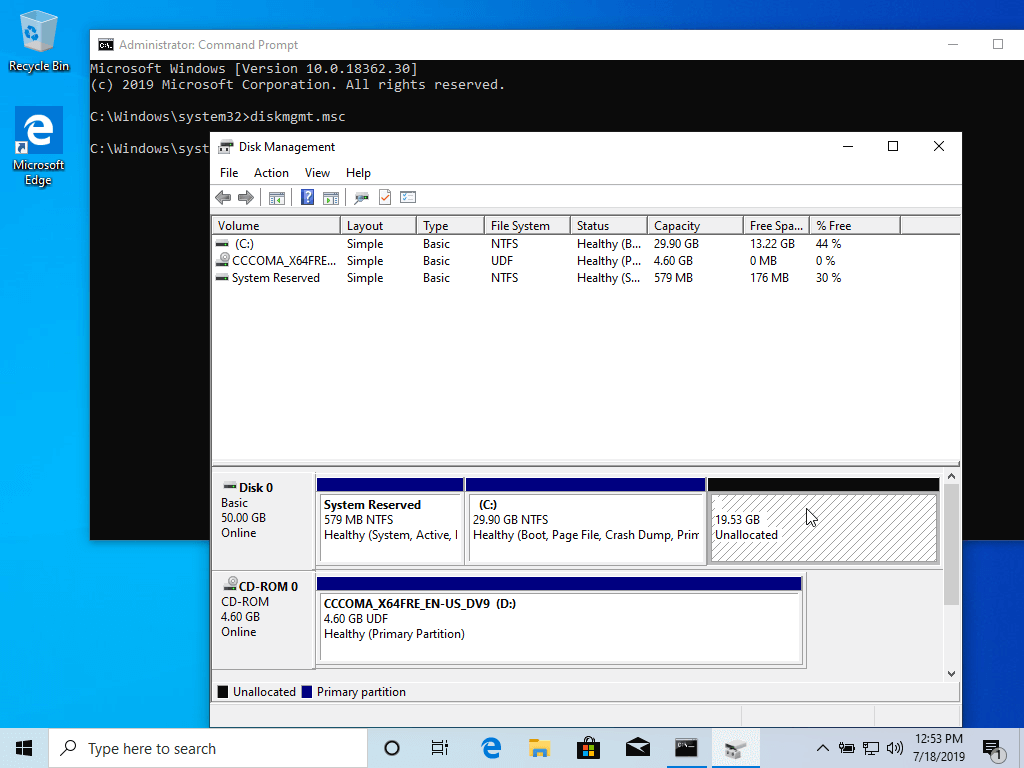 Recycle Bin
Microsoft Edge
Administrator: Command Prompt
Microsoft Windows [Version 10.0.18362.30]
(c) 2019 Microsoft Corporation. All rights reserved.
C:\Windows\system32>diskmgmt.msc
C:\Windows\syst
Disk Management
File Action View Help
Volume Layout Type File System Status Capacity Free Spa... % Free
(C:) Simple Basic NTFS Healthy (B... 29.90 GB 13.22 GB 44 %
CCCOMA_X64FRE... Simple Basic UDF Healthy (P... 4.60 GB 0 MB 0 %
System Reserved Simple Basic NTFS Healthy (S... 579 MB 176 MB 30 %
Disk 0
Basic
50.00 GB
Online
System Reserved
579 MB NTFS
Healthy (System, Active, I
(C:)
29.90 GB NTFS
Healthy (Boot, Page File, Crash Dump, Prim
19.53 GB
Unallocated
CD-ROM 0
CD-ROM
4.60 GB
Online
CCCOMA_X64FRE_EN-US_DV9 (D:)
4.60 GB UDF
Healthy (Primary Partition)
Unallocated Primary partition
Type here to search
12:53 PM
7/18/2019
1